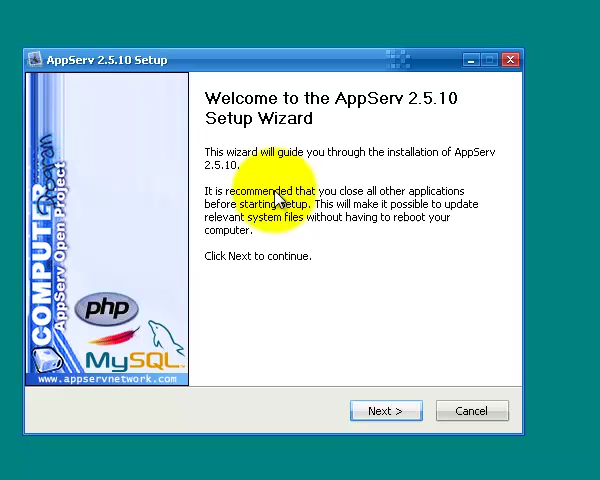 AppServ 2.5.10 Setup
Welcome to the AppServ 2.5.10
Setup Wizard
This wizard will guide you through the installation of AppServ
2.5.10.
It is recommended that you close all other applications
before starting setup. This will make it possible to update
relevant system files without having to reboot your
computer.
Click Next to continue.
COMPUTER
Program
AppServ Open Project
php
MySQL
www.appservnetwork.com
Next >
Cancel